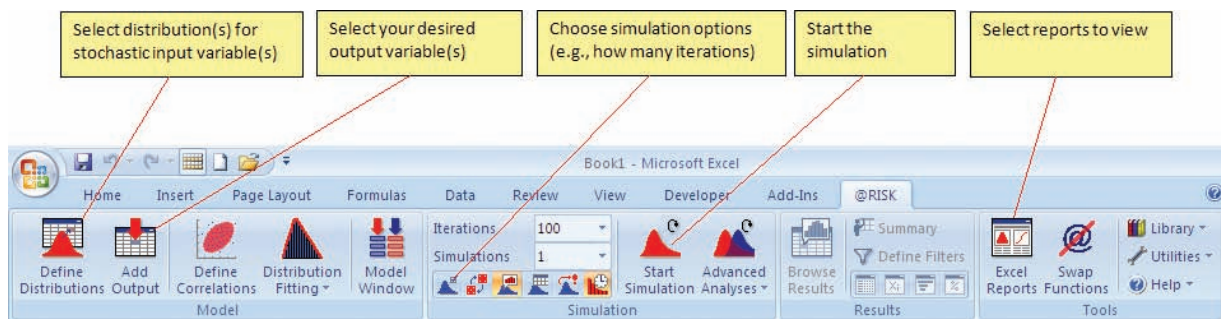 Select distribution(s) for
stochastic input variable(s)
Select your desired
output variable(s)
Choose simulation options
(e.g., how many iterations)
Start the
simulation
Select reports to view
Book1 - Microsoft Excel
Home Insert Page Layout Formulas Data Review View Developer Add-Ins @RISK
Define
Distributions
Add
Output
Define
Correlations
Distribution
Fitting
Model
Window
Model
Iterations 100
Simulations 1
Start
Simulation
Advanced
Analyses
Simulation
Browse
Results
Summary
Define Filters
Results
Excel
Reports
Swap
Functions
Library
Utilities
Help
Tools